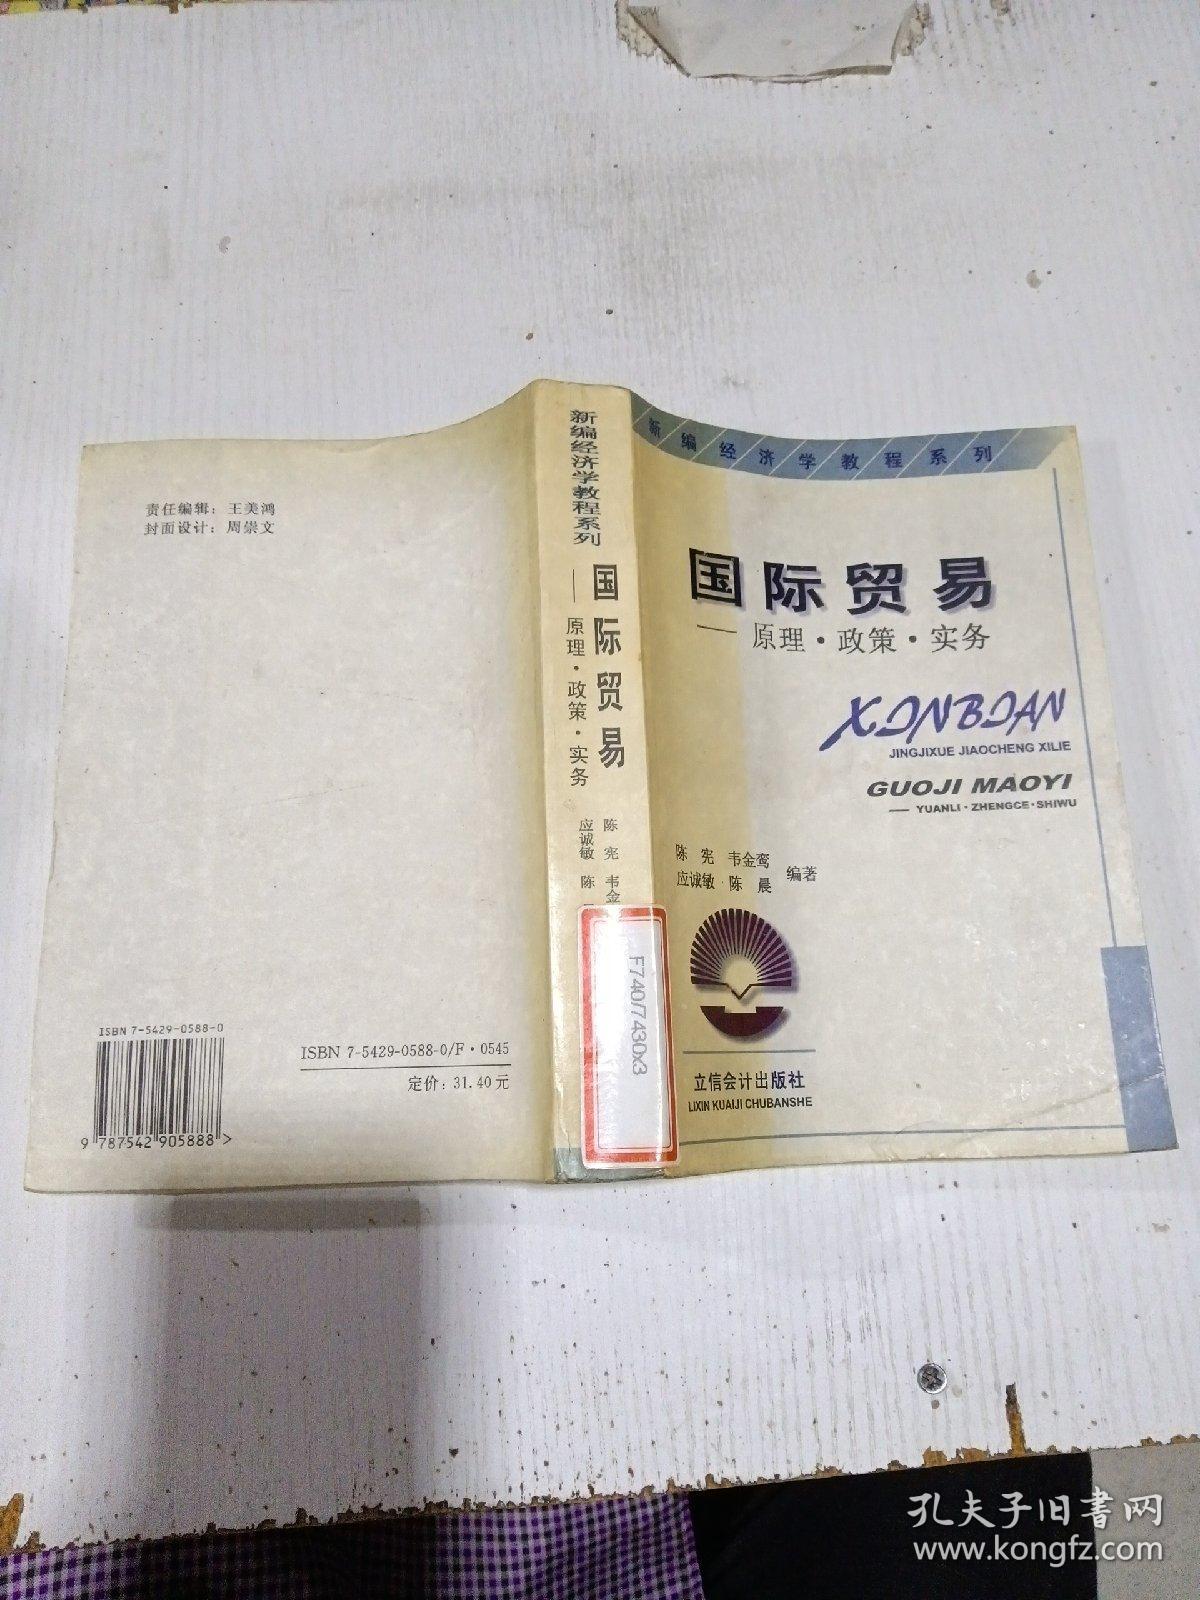 责任编辑：王美鸿
封面设计：周崇文
ISBN 7-5429-0588-0
9 787542 905888 >
ISBN 7-5429-0588-0/F·0545
定价：31.40元
新编经济学教程系列
国际贸易
——原理·政策·实务
陈 宪 韦金
应诚敏 陈
F740/7430x3
新编经济学教程系列
国际贸易
——原理·政策·实务
XINBIAN
JINGJIXUE JIAOCHENG XILIE
GUOJI MAOYI
—— YUANLI·ZHENGCE·SHIWU
陈 宪 韦金鸾
应诚敏 陈 晨 编著
立信会计出版社
LIXIN KUAIJI CHUBANSHE
孔夫子旧书网
www.kongfz.com